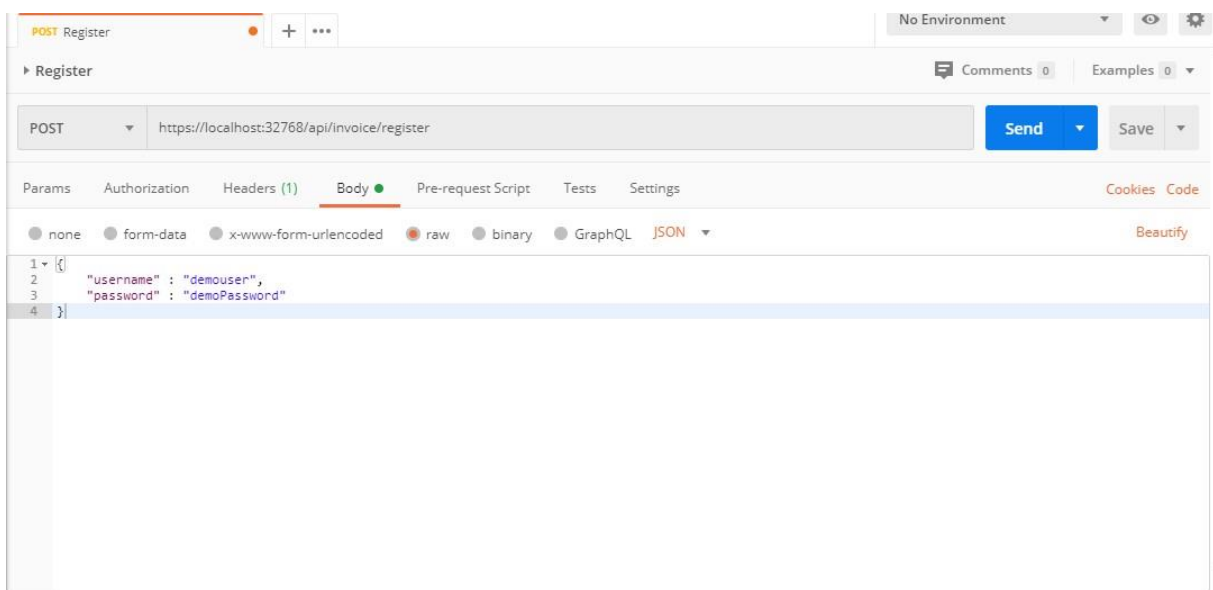 POST Register + ••• No Environment
Register Comments 0 Examples 0
POST https://localhost:32768/api/invoice/register Send Save
Params Authorization Headers (1) Body Pre-request Script Tests Settings Cookies Code
none form-data x-www-form-urlencoded raw binary GraphQL JSON Beautify
1 {
2 "username" : "demouser",
3 "password" : "demoPassword"
4 }